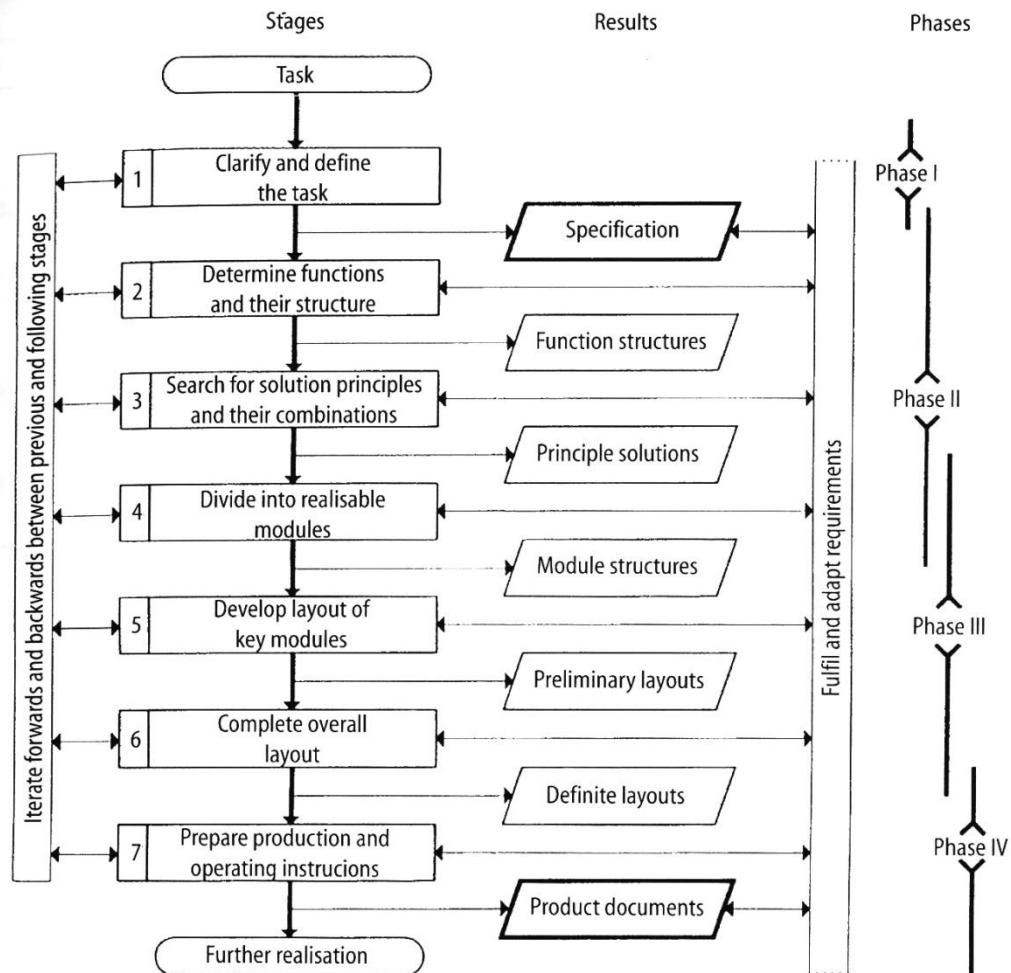 Stages
Results
Phases
Task
1
Clarify and define
the task
Specification
2
Determine functions
and their structure
Function structures
3
Search for solution principles
and their combinations
Principle solutions
4
Divide into realisable
modules
Module structures
5
Develop layout of
key modules
Preliminary layouts
6
Complete overall
layout
Definite layouts
7
Prepare production and
operating instrucions
Product documents
Further realisation
Iterate forwards and backwards between previous and following stages
Fulfil and adapt requirements
Phase I
Phase II
Phase III
Phase IV